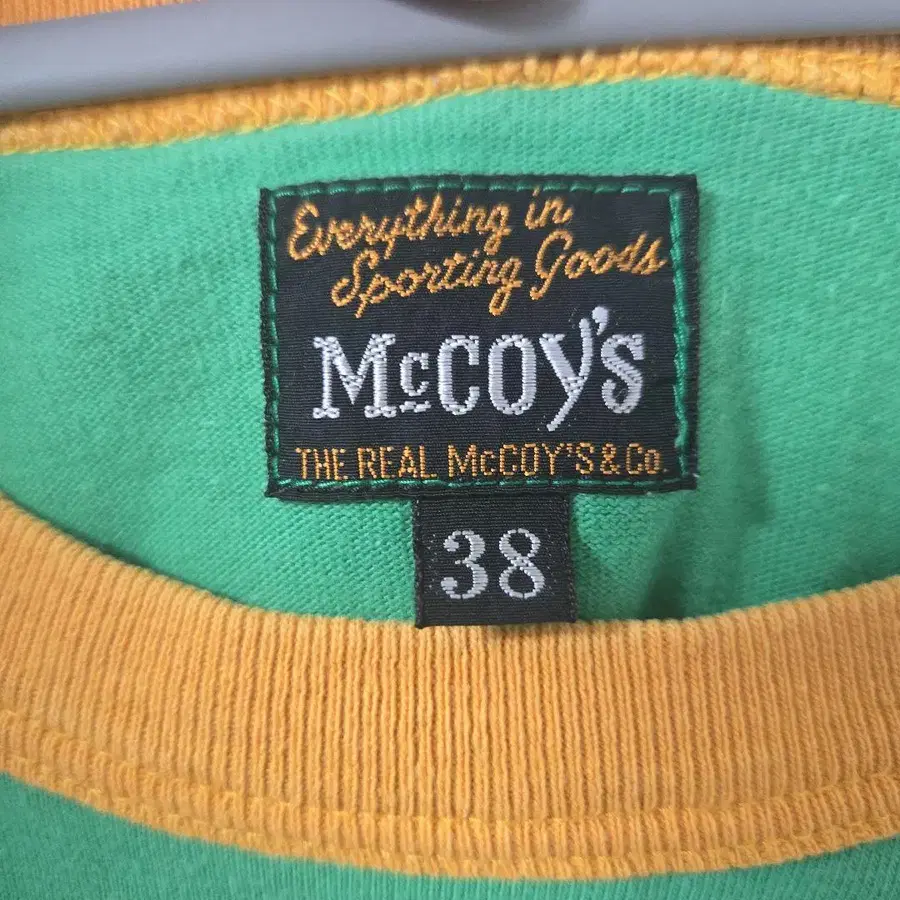 Everything in
Sporting Goods
McCOY'S
THE REAL McCOY'S & Co.
38